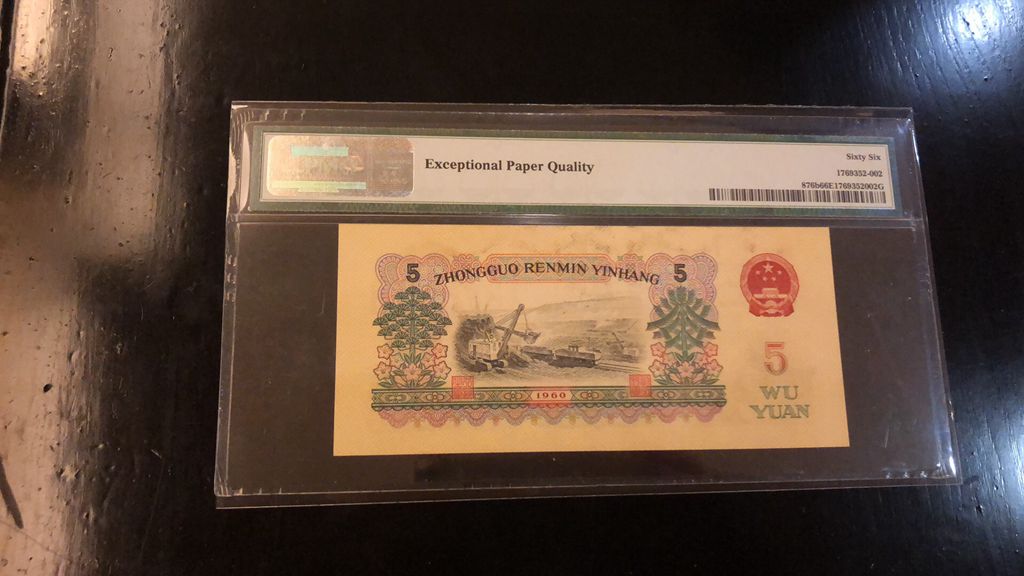 Exceptional Paper Quality
Sixty Six
1769352-002
876b66E1769352002G
5 ZHONGGUO RENMIN YINHANG 5
1960
5
WU
YUAN